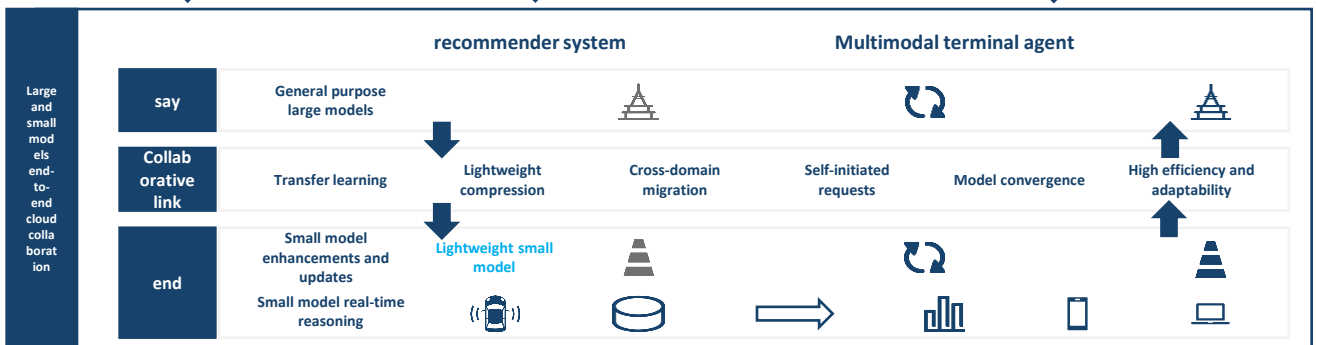 recommender system
Multimodal terminal agent
Large
and
small
mod
els
end-
to-
end
cloud
colla
borat
ion
say
General purpose
large models
Collab
orative
link
Transfer learning
Lightweight
compression
Cross-domain
migration
Self-initiated
requests
Model convergence
High efficiency and
adaptability
end
Small model
enhancements and
updates
Lightweight small
model
Small model real-time
reasoning